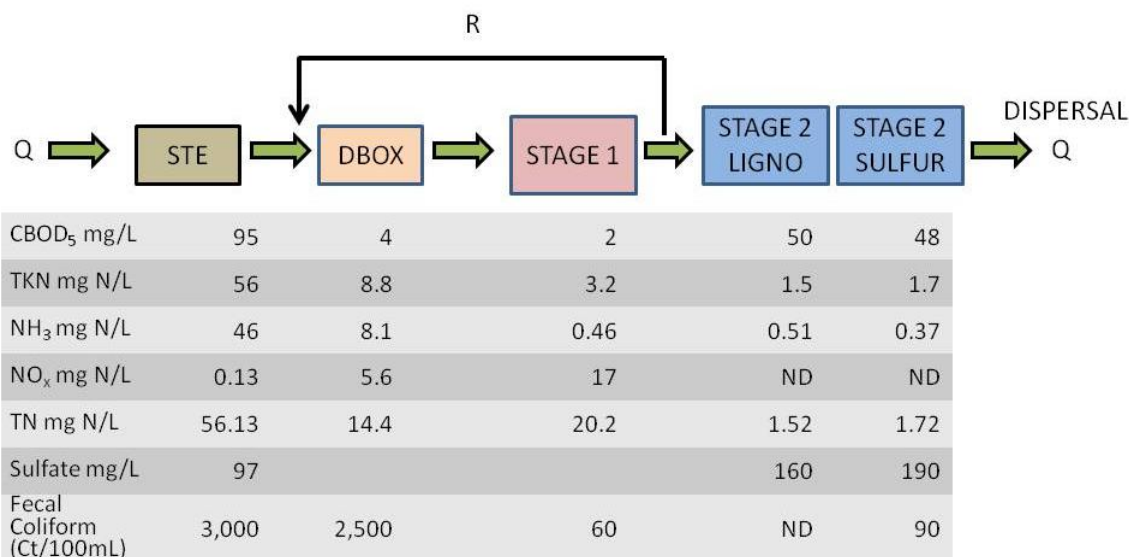 R
Q STE DBOX STAGE 1 STAGE 2 LIGNO STAGE 2 SULFUR DISPERSAL Q
CBOD₅ mg/L 95 4 2 50 48
TKN mg N/L 56 8.8 3.2 1.5 1.7
NH₃ mg N/L 46 8.1 0.46 0.51 0.37
NOₓ mg N/L 0.13 5.6 17 ND ND
TN mg N/L 56.13 14.4 20.2 1.52 1.72
Sulfate mg/L 97 160 190
Fecal
Coliform 3,000 2,500 60 ND 90
(Ct/100mL)